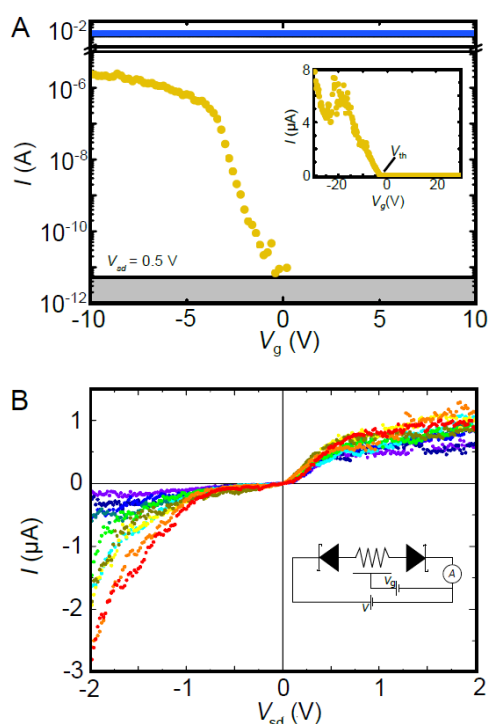 A
10⁻²
10⁻⁶
10⁻⁸
10⁻¹⁰
10⁻¹²
I (A)
V_sd = 0.5 V
-10
-5
0
5
10
V_g (V)
8
4
0
I (µA)
V_th
-20
0
20
V_g(V)
B
1
0
-1
-2
-3
I (µA)
-2
-1
0
1
2
V_sd (V)
A
Vg
V